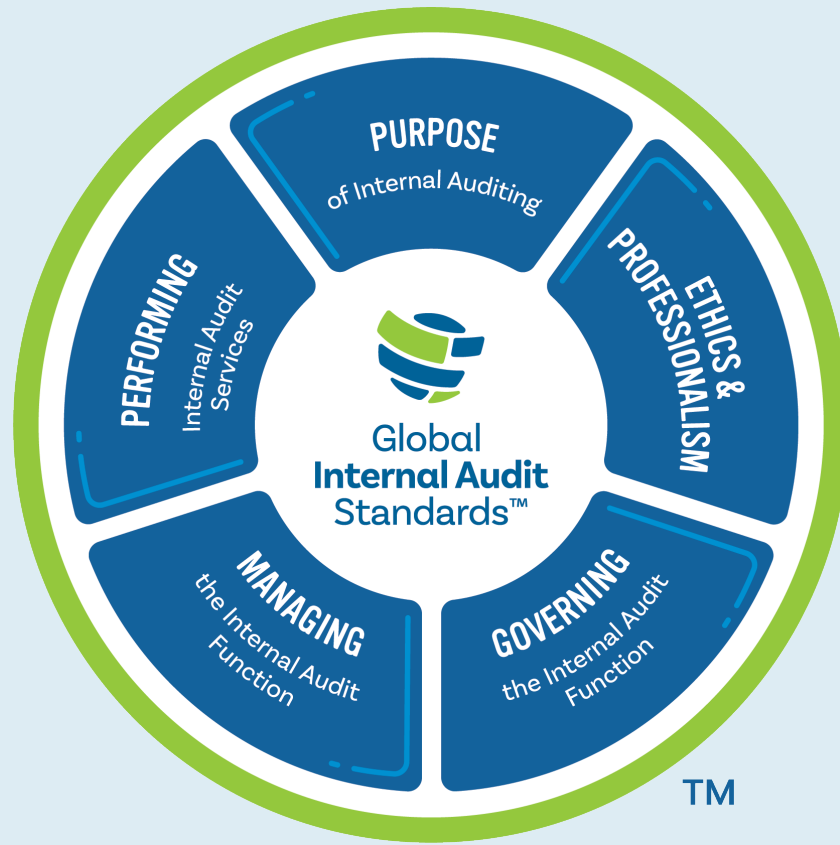 PURPOSE
of Internal Auditing
ETHICS &
PROFESSIONALISM
GOVERNING
the Internal Audit
Function
MANAGING
the Internal Audit
Function
PERFORMING
Internal Audit
Services
Global
Internal Audit
Standards™
TM